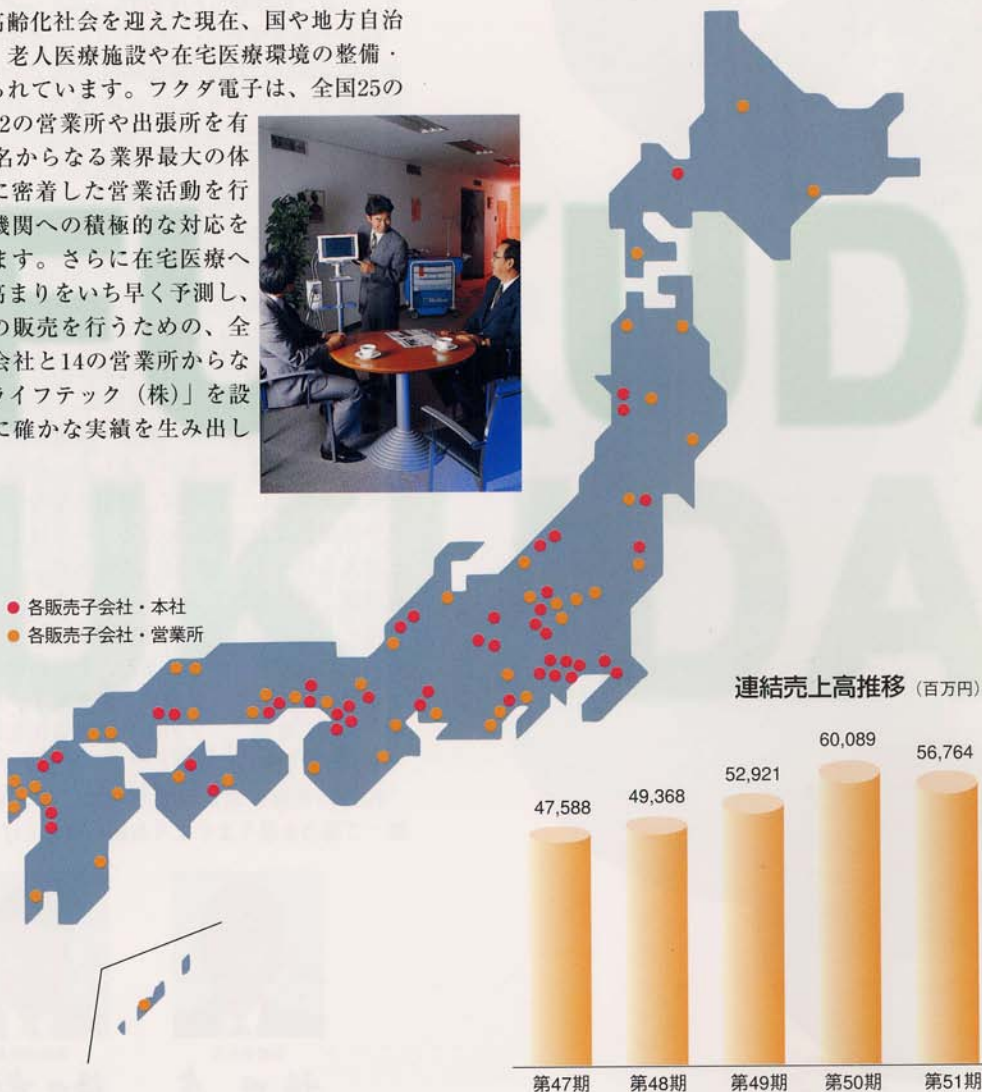 高齢化社会を迎えた現在、国や地方自治
老人医療施設や在宅医療環境の整備・
られています。フクダ電子は、全国25の
2の営業所や出張所を有
名からなる業界最大の体
に密着した営業活動を行
機関への積極的な対応を
ます。さらに在宅医療へ
高まりをいち早く予測し、
の販売を行うための、全
会社と14の営業所からな
ライフテック（株）」を設
に確かな実績を生み出し
FUKUDA
FUKUDA
各販売子会社・本社
各販売子会社・営業所
連結売上高推移（百万円）
47,588
49,368
52,921
60,089
56,764
第47期
第48期
第49期
第50期
第51期